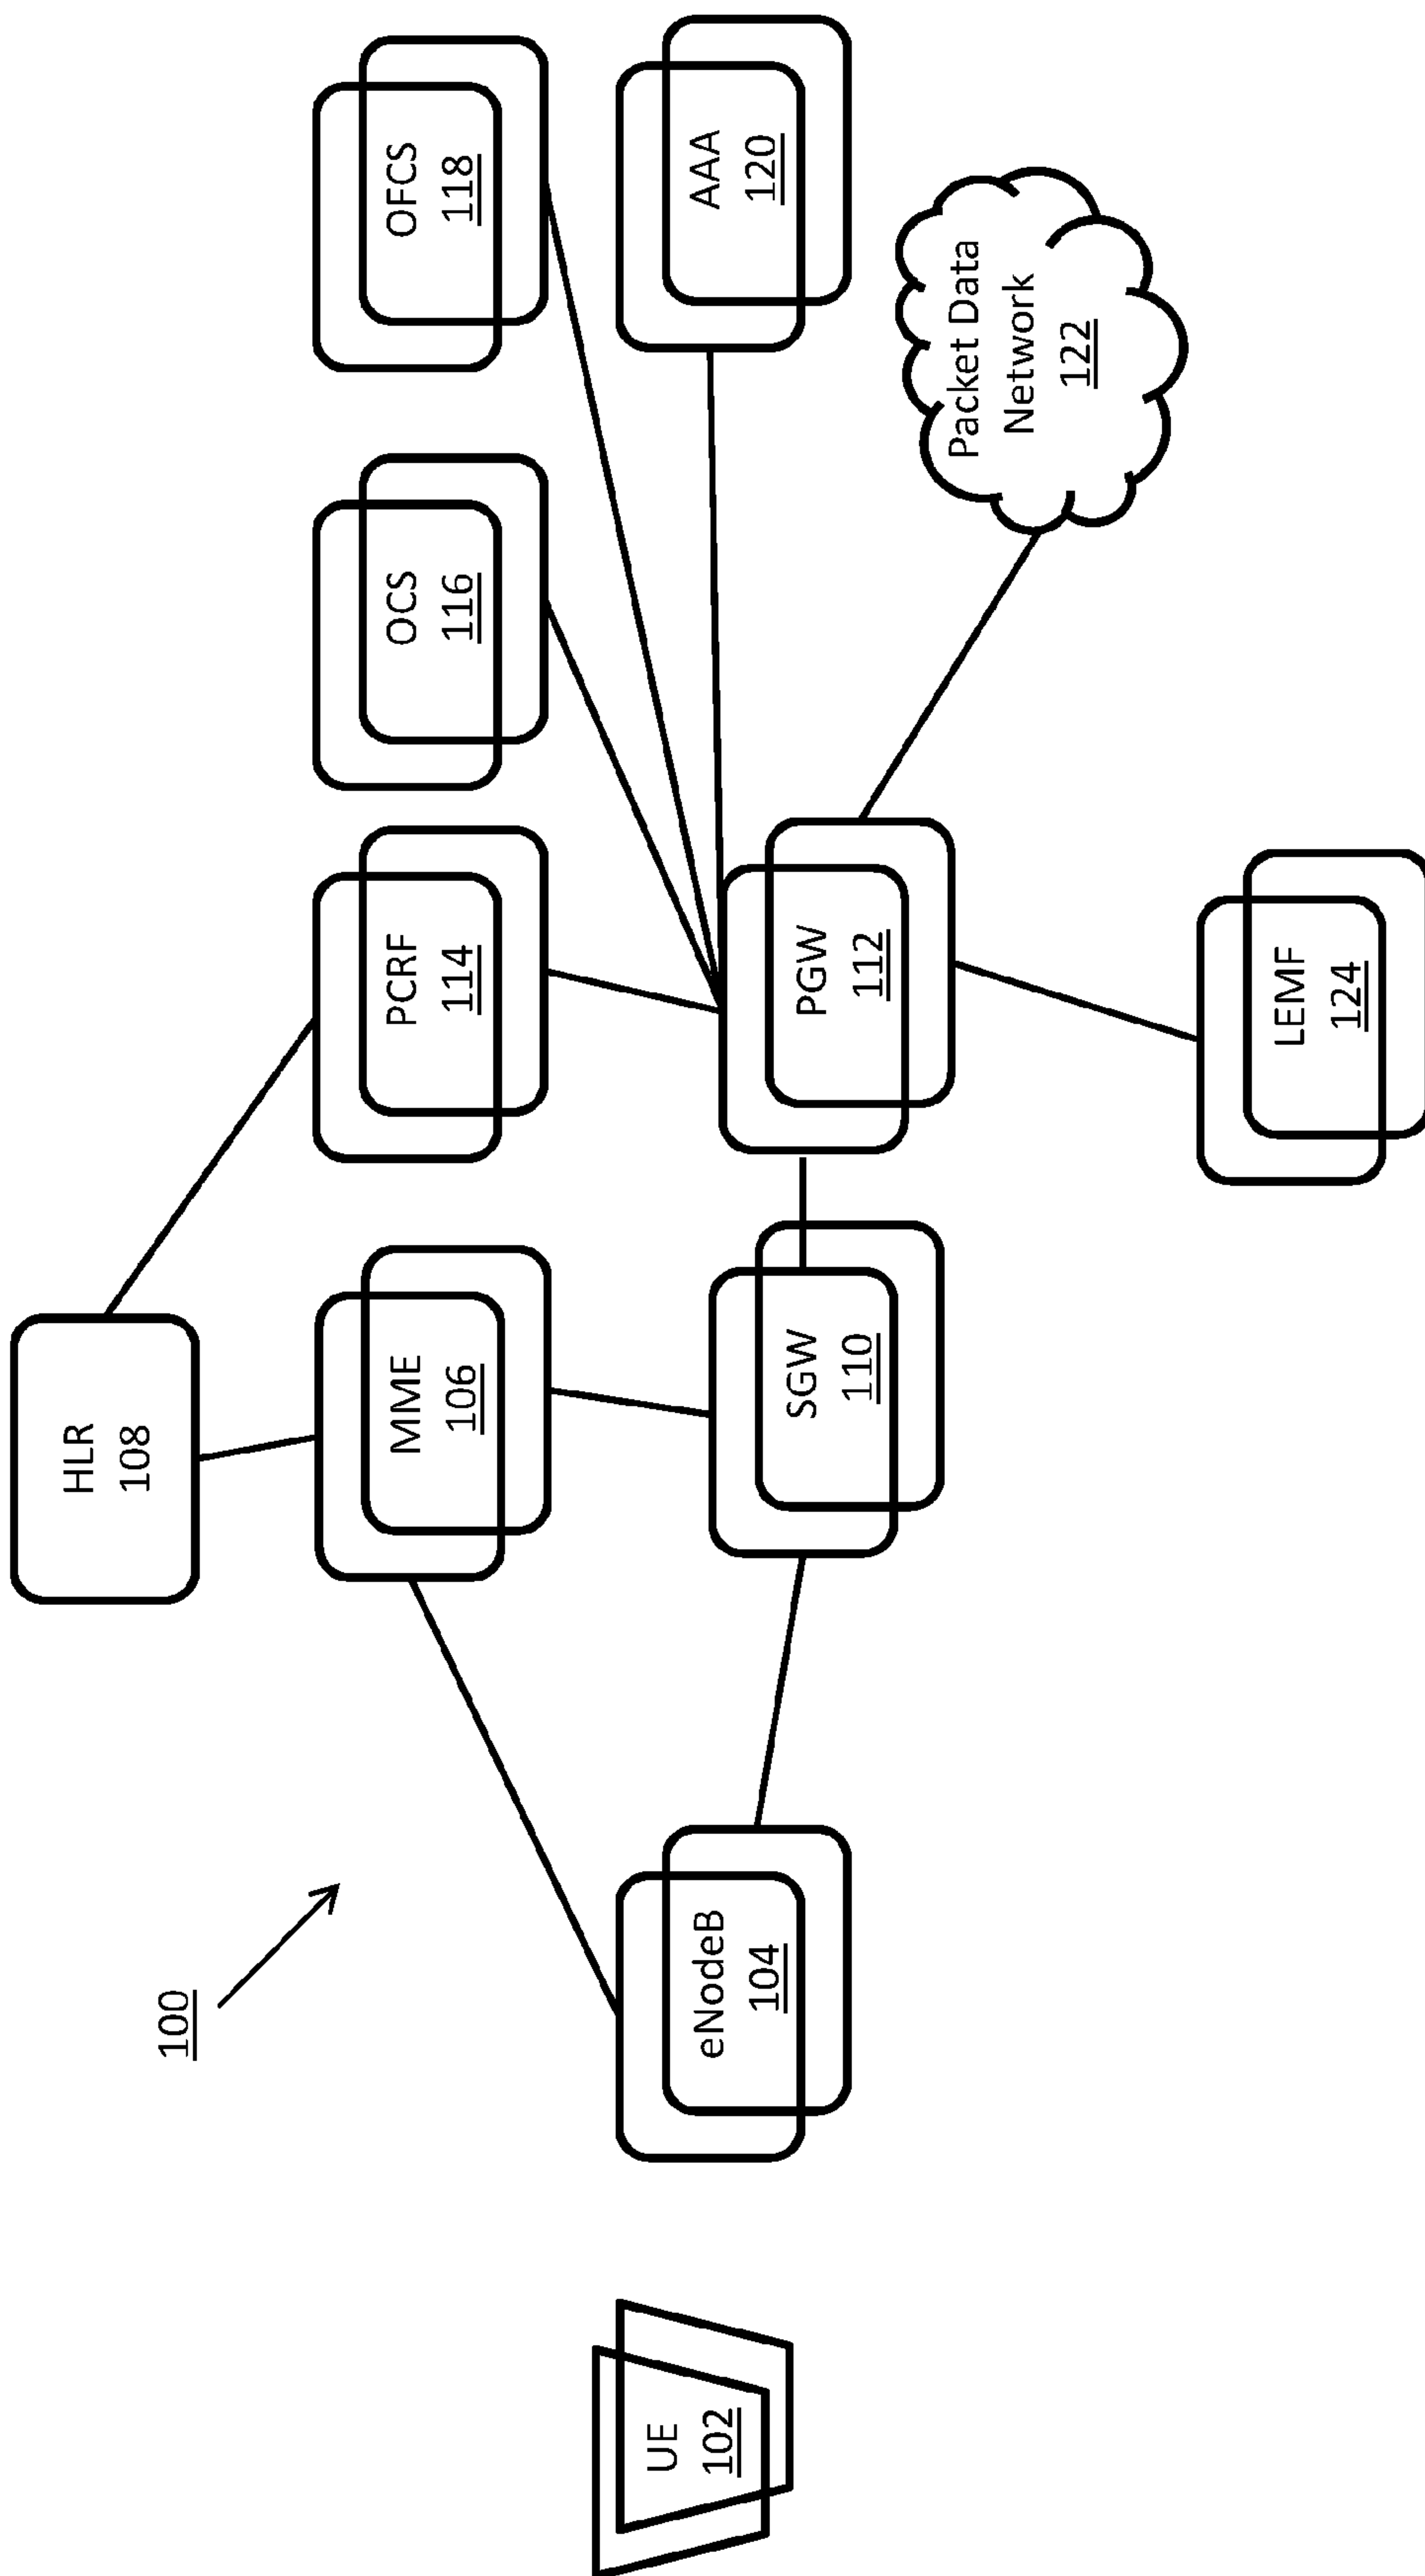 100
HLR
108
MME
106
PCRF
114
OCS
116
OFCS
118
UE
102
eNodeB
104
SGW
110
PGW
112
AAA
120
Packet Data
Network
122
LEMF
124